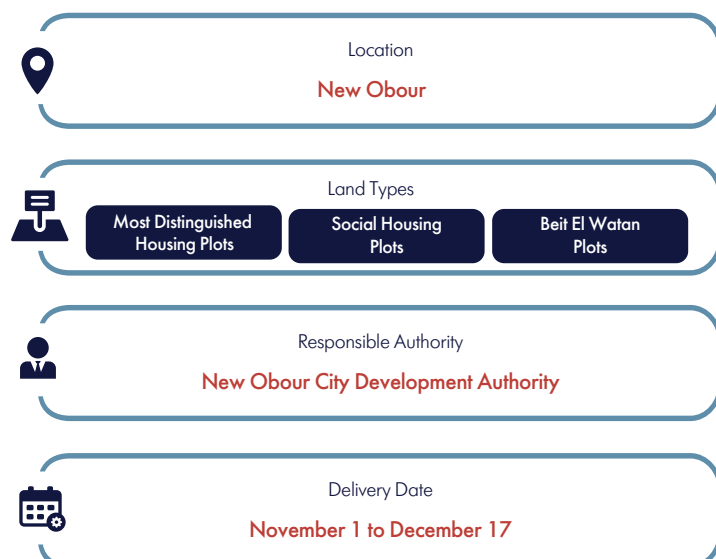 Location
New Obour
Land Types
Most Distinguished
Housing Plots
Social Housing
Plots
Beit El Watan
Plots
Responsible Authority
New Obour City Development Authority
Delivery Date
November 1 to December 17